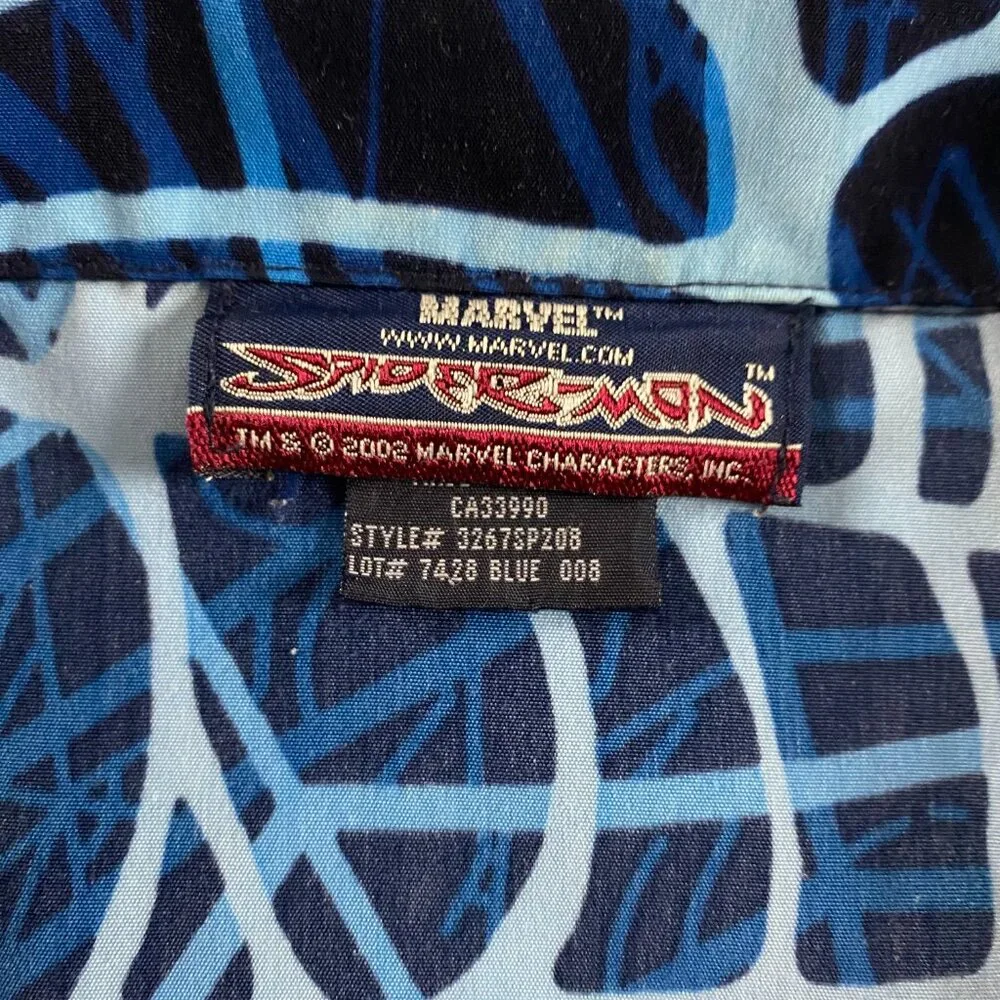 MARVEL™
WWW.MARVEL.COM
SPIDER-MAN™
TM & © 2002 MARVEL CHARACTERS, INC.
CA33990
STYLE# 3267SP208
LOT# 7428 BLUE 008